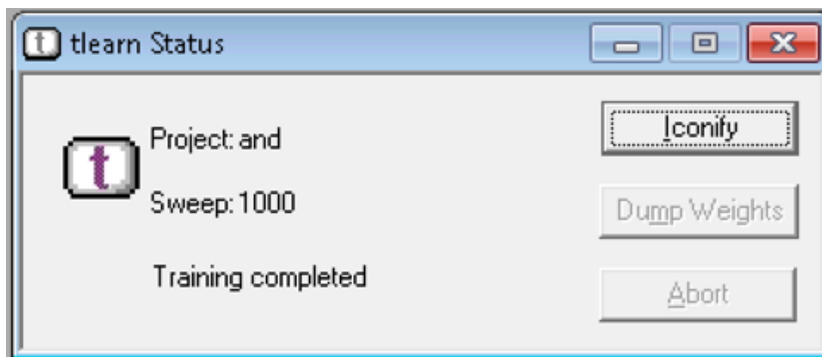 t tlearn Status
Project: and
Iconify
t
Sweep: 1000
Dump Weights
Training completed
Abort